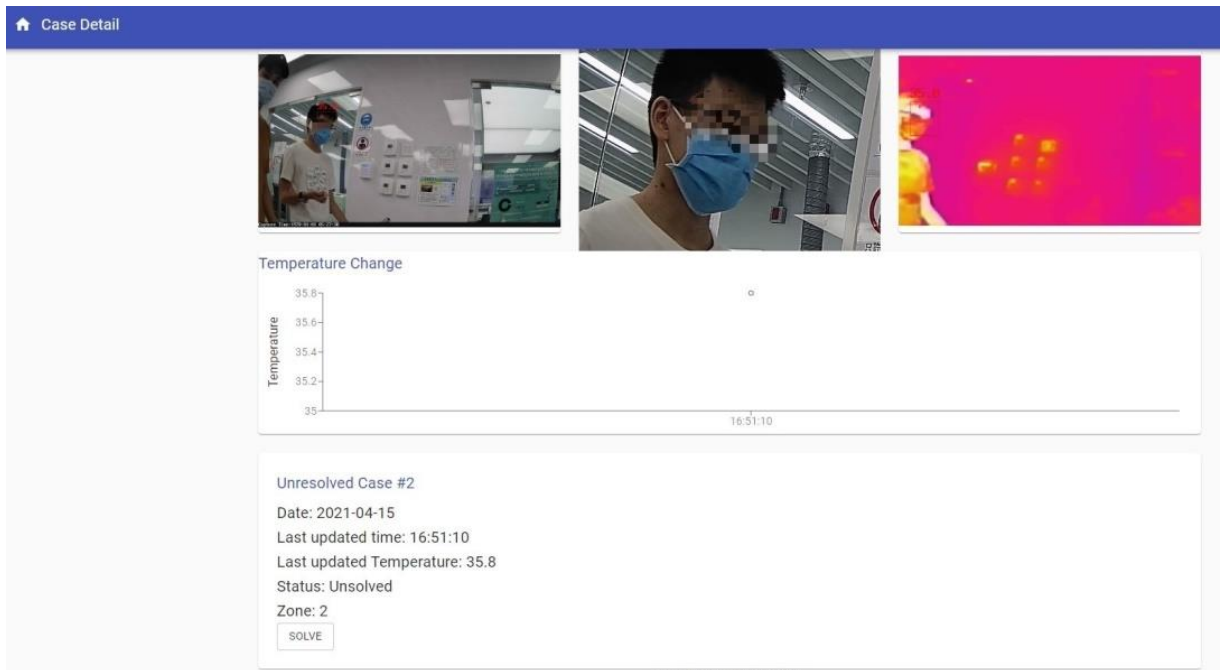 Case Detail
35.8
Temperature Change
Temperature
35.8
35.6
35.4
35.2
35
16:51:10
Unresolved Case #2
Date: 2021-04-15
Last updated time: 16:51:10
Last updated Temperature: 35.8
Status: Unsolved
Zone: 2
SOLVE